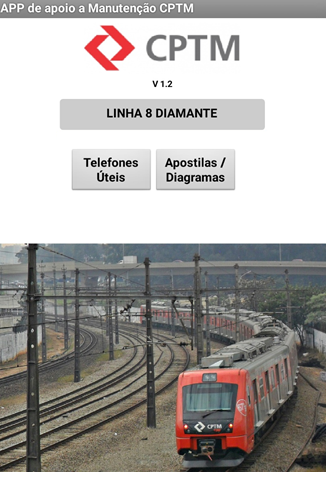 APP de apoio a Manutenção CPTM
CPTM
V 1.2
LINHA 8 DIAMANTE
Telefones
Úteis
Apostilas /
Diagramas
CPTM